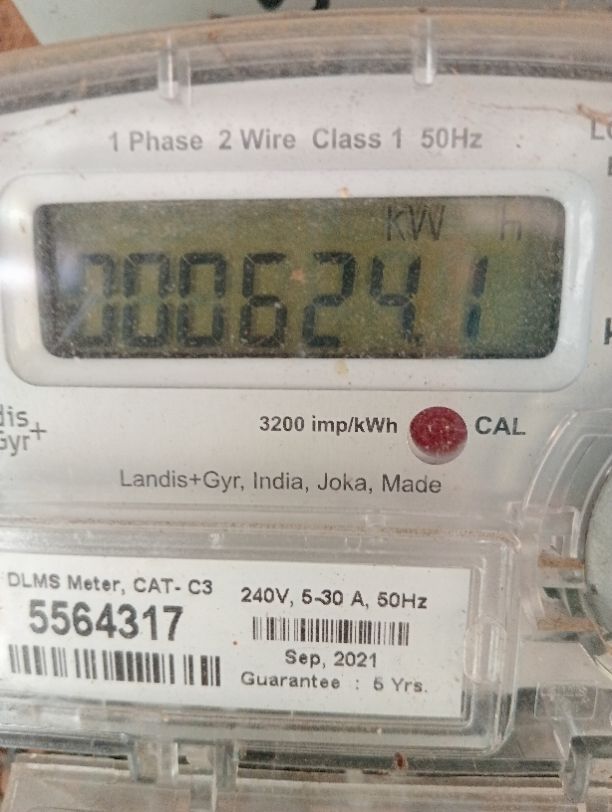 1 Phase 2 Wire Class 1 50Hz
kW h
0006241
3200 imp/kWh CAL
Landis+Gyr, India, Joka, Made
DLMS Meter, CAT- C3
5564317
240V, 5-30 A, 50Hz
Sep, 2021
Guarantee : 5 Yrs.